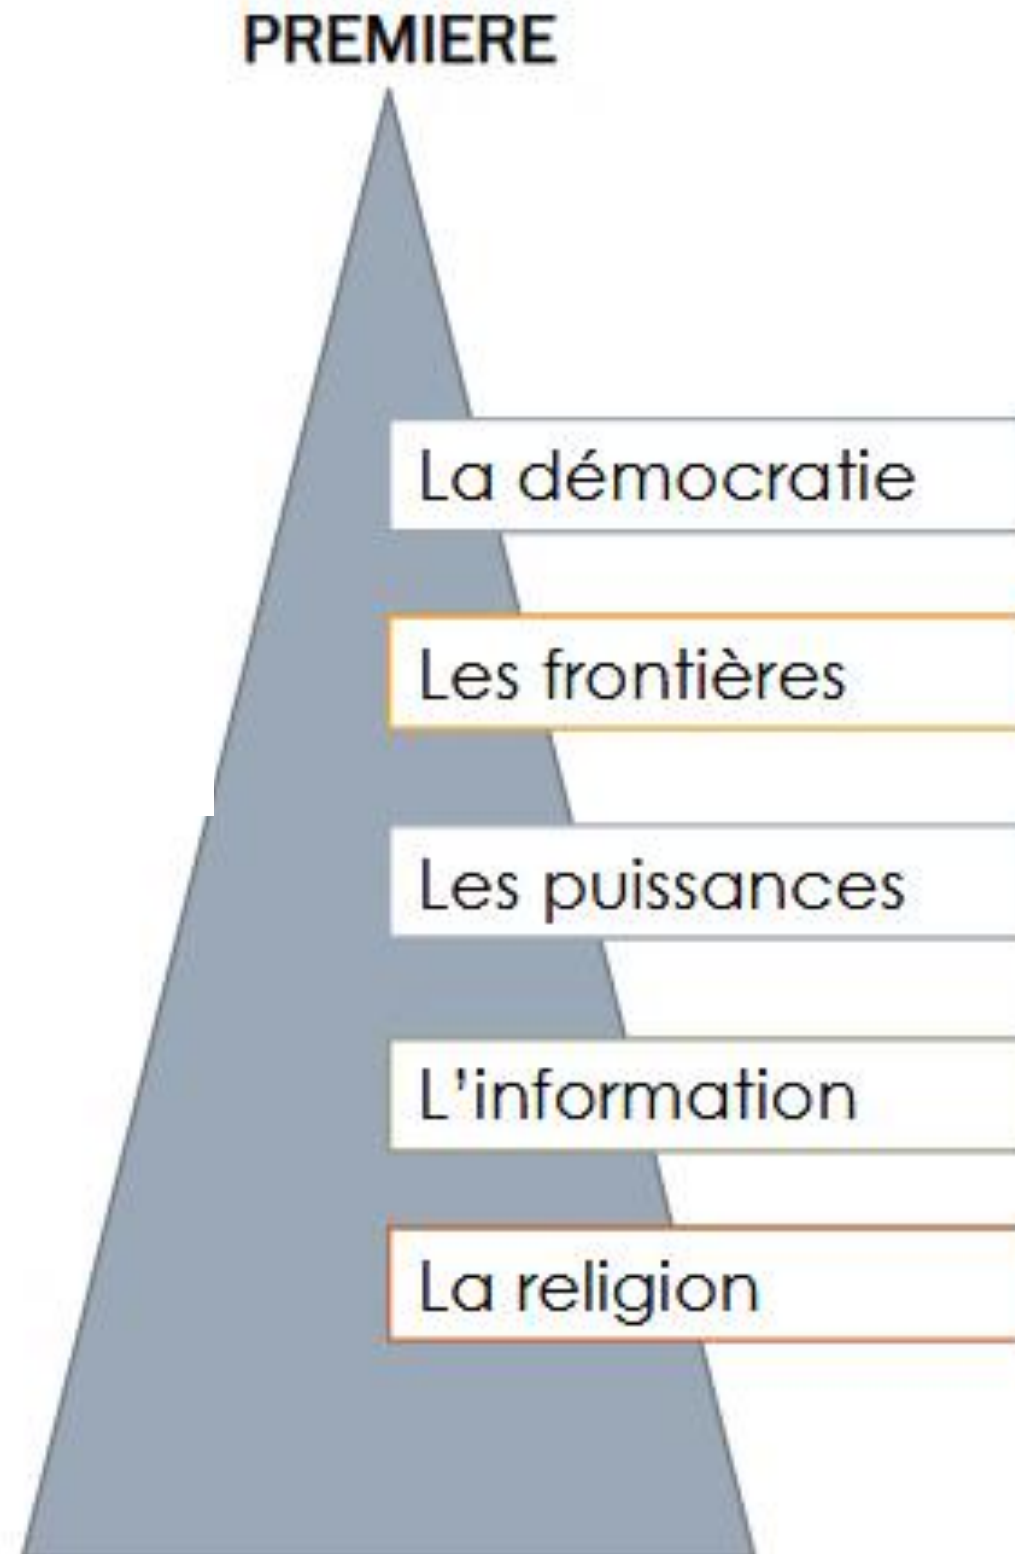 PREMIERE
La démocratie
Les frontières
Les puissances
L’information
La religion